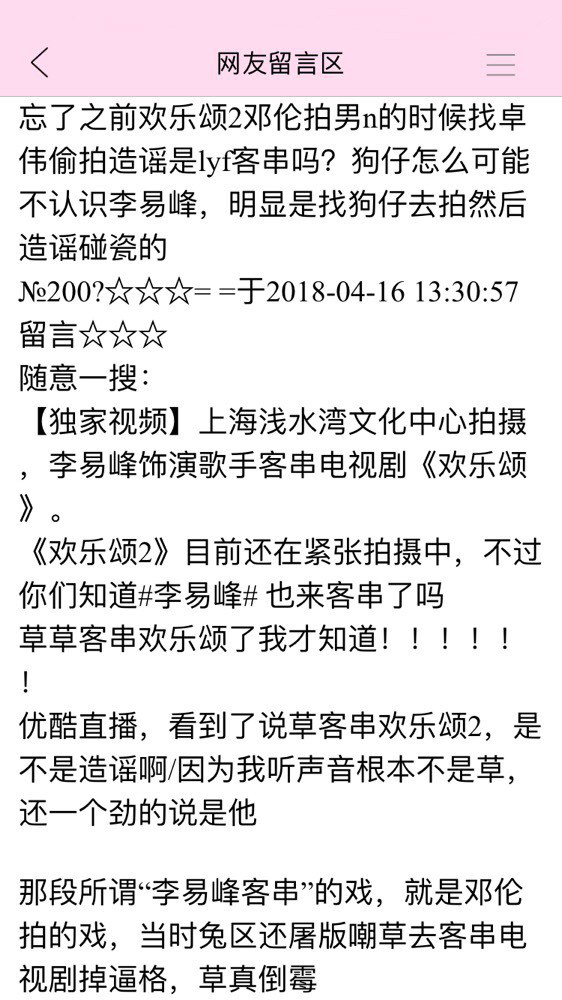 网友留言区
忘了之前欢乐颂2邓伦拍男n的时候找卓
伟偷拍造谣是lyf客串吗？狗仔怎么可能
不认识李易峰，明显是找狗仔去拍然后
造谣碰瓷的
№200?☆☆☆= =于2018-04-16 13:30:57
留言☆☆☆
随意一搜：
【独家视频】上海浅水湾文化中心拍摄
，李易峰饰演歌手客串电视剧《欢乐颂
》。
《欢乐颂2》目前还在紧张拍摄中，不过
你们知道#李易峰# 也来客串了吗
草草客串欢乐颂了我才知道！！！！！
！
优酷直播，看到了说草客串欢乐颂2，是
不是造谣啊/因为我听声音根本不是草，
还一个劲的说是他
那段所谓“李易峰客串”的戏，就是邓伦
拍的戏，当时兔区还屠版嘲草去客串电
视剧掉逼格，草真倒霉